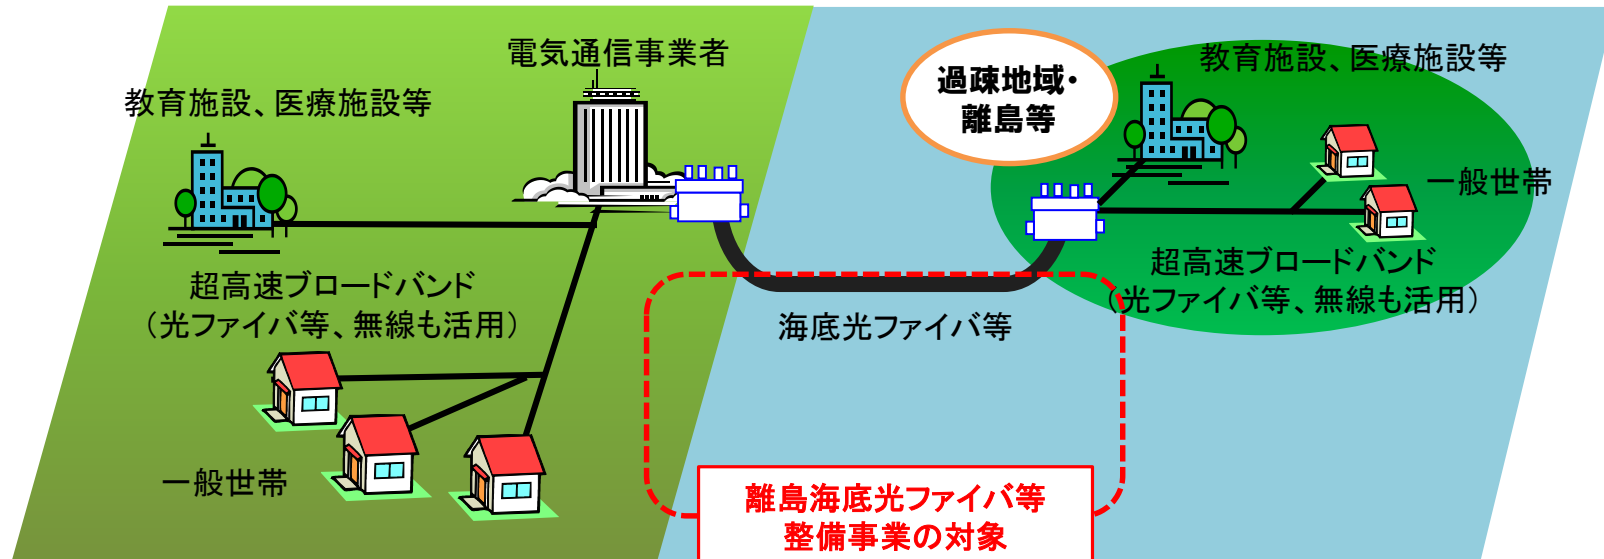 電気通信事業者
教育施設、医療施設等
超高速ブロードバンド
（光ファイバ等、無線も活用）
一般世帯
過疎地域・
離島等
教育施設、医療施設等
一般世帯
超高速ブロードバンド
（光ファイバ等、無線も活用）
海底光ファイバ等
離島海底光ファイバ等
整備事業の対象